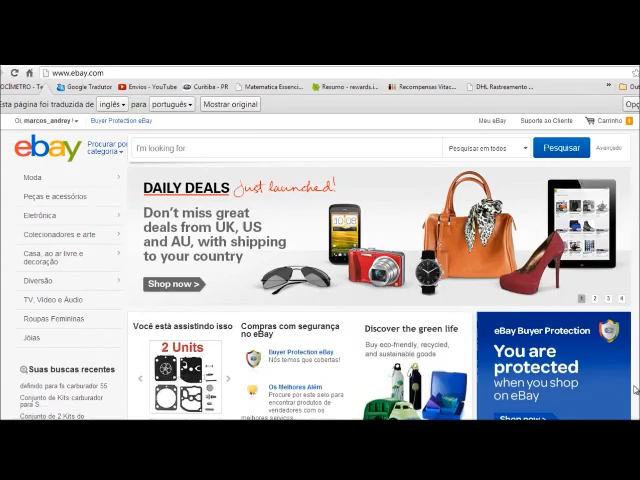 www.ebay.com
OCÍMETRO - Te
Google Tradutor
Envios - YouTube
Curitiba - PR
Matematica Essenci...
Resumo - rewards.i...
Recompensas Vitac...
DHL Rastreamento ...
»
Out
Esta página foi traduzida de inglês para português Mostrar original
Opç
Oi, marcos_andrey! Buyer Protection eBay
Meu eBay
Suporte ao Cliente
Carrinho
ebay
Procurar por categoria
I'm looking for
Pesquisar em todos
Pesquisar
Avançado
Moda
Peças e acessórios
Eletrônica
Colecionadores e arte
Casa, ao ar livre e decoração
Diversão
TV, Vídeo e Áudio
Roupas Femininas
Jóias
DAILY DEALS just launched!
Don't miss great
deals from UK, US
and AU, with shipping
to your country
Shop now >
1 2 3 4
Suas buscas recentes
definido para fs carburador 55
Conjunto de Kits carburador
para S...
Conjunto de 2 Kits do
Você está assistindo isso
2 Units
Compras com segurança
no eBay
Buyer Protection eBay
Nós temos que cobertas!
Os Melhores Além
Procure por este selo para
encontrar produtos de
vendedores com os
melhores serviços
Discover the green life
Buy eco-friendly, recycled,
and sustainable goods
eBay Buyer Protection
You are
protected
when you shop
on eBay
Shop now >